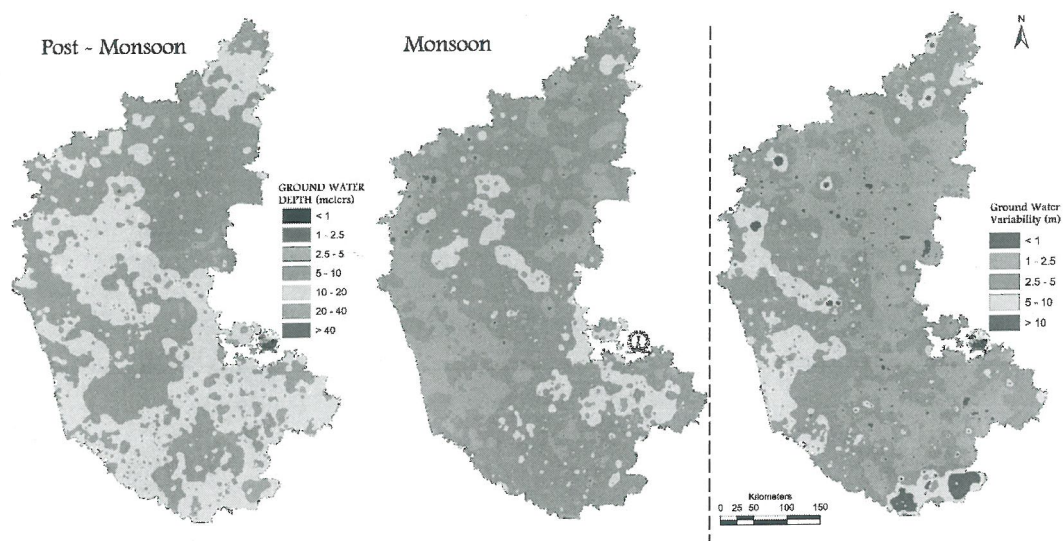 Post - Monsoon
Monsoon
N
GROUND WATER
DEPTH (meters)
< 1
1 - 2.5
2.5 - 5
5 - 10
10 - 20
20 - 40
> 40
Ground Water
Variability (m)
< 1
1 - 2.5
2.5 - 5
5 - 10
> 10
Kilometers
0 25 50 100 150